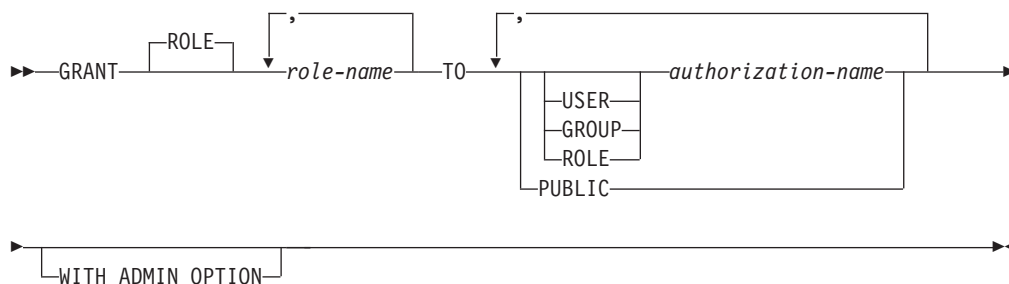 , ,
ROLE
GRANT role-name TO authorization-name
USER
GROUP
ROLE
PUBLIC
WITH ADMIN OPTION